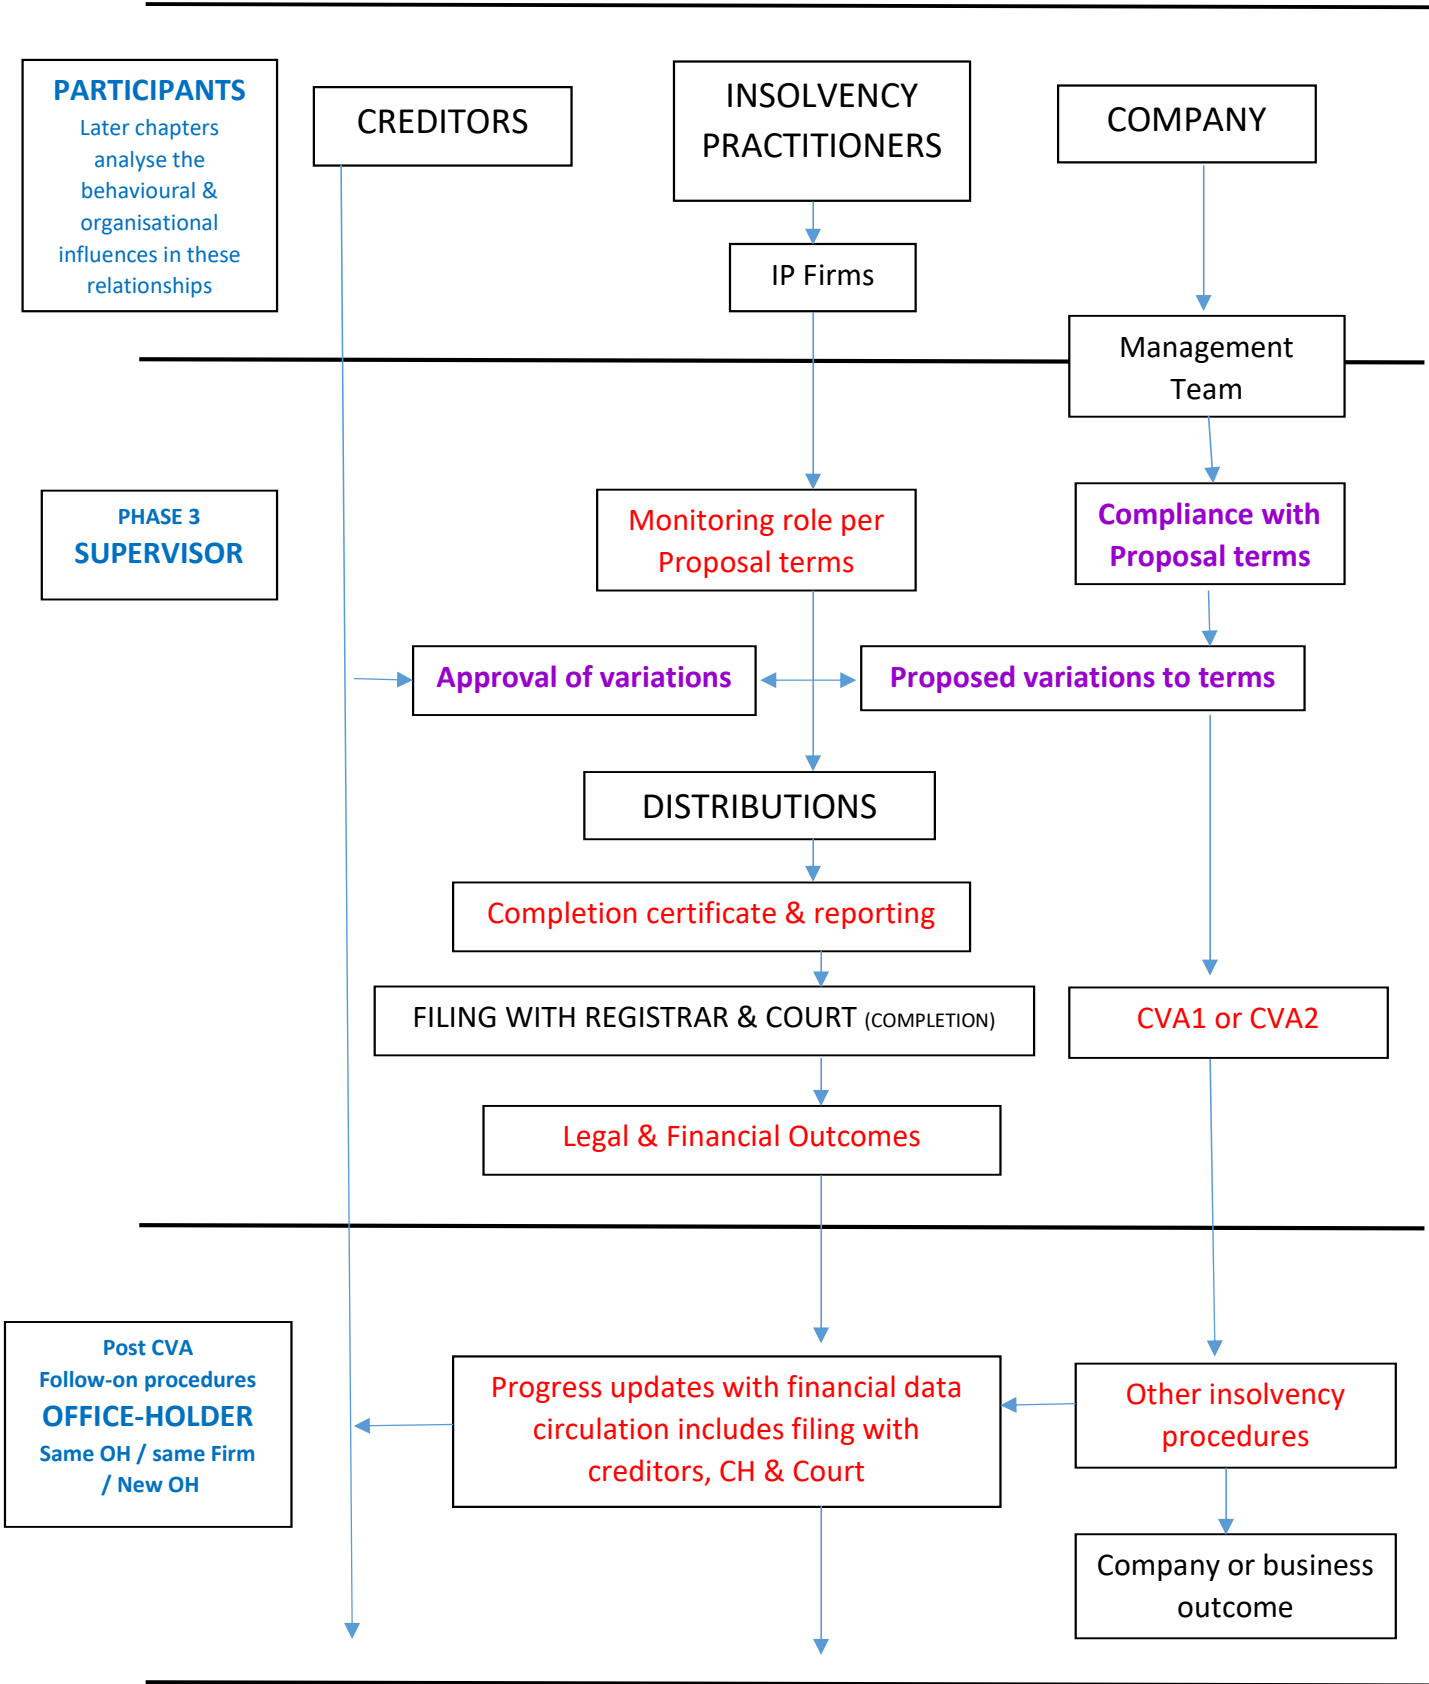 PARTICIPANTS
Later chapters
analyse the
behavioural &
organisational
influences in these
relationships
CREDITORS
INSOLVENCY
PRACTITIONERS
COMPANY
IP Firms
Management
Team
PHASE 3
SUPERVISOR
Monitoring role per
Proposal terms
Compliance with
Proposal terms
Approval of variations
Proposed variations to terms
DISTRIBUTIONS
Completion certificate & reporting
FILING WITH REGISTRAR & COURT (COMPLETION)
CVA1 or CVA2
Legal & Financial Outcomes
Post CVA
Follow-on procedures
OFFICE-HOLDER
Same OH / same Firm
/ New OH
Progress updates with financial data
circulation includes filing with
creditors, CH & Court
Other insolvency
procedures
Company or business
outcome